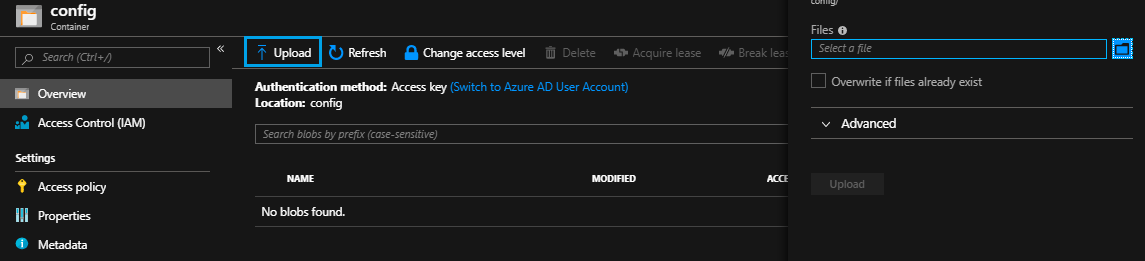 config
Container
Search (Ctrl+/)
«
Overview
Access Control (IAM)
Settings
Access policy
Properties
Metadata
Upload
Refresh
Change access level
Delete
Acquire lease
Break leas
Authentication method: Access key (Switch to Azure AD User Account)
Location: config
Search blobs by prefix (case-sensitive)
NAME MODIFIED ACCE
No blobs found.
config/
Files
Select a file
Overwrite if files already exist
Advanced
Upload